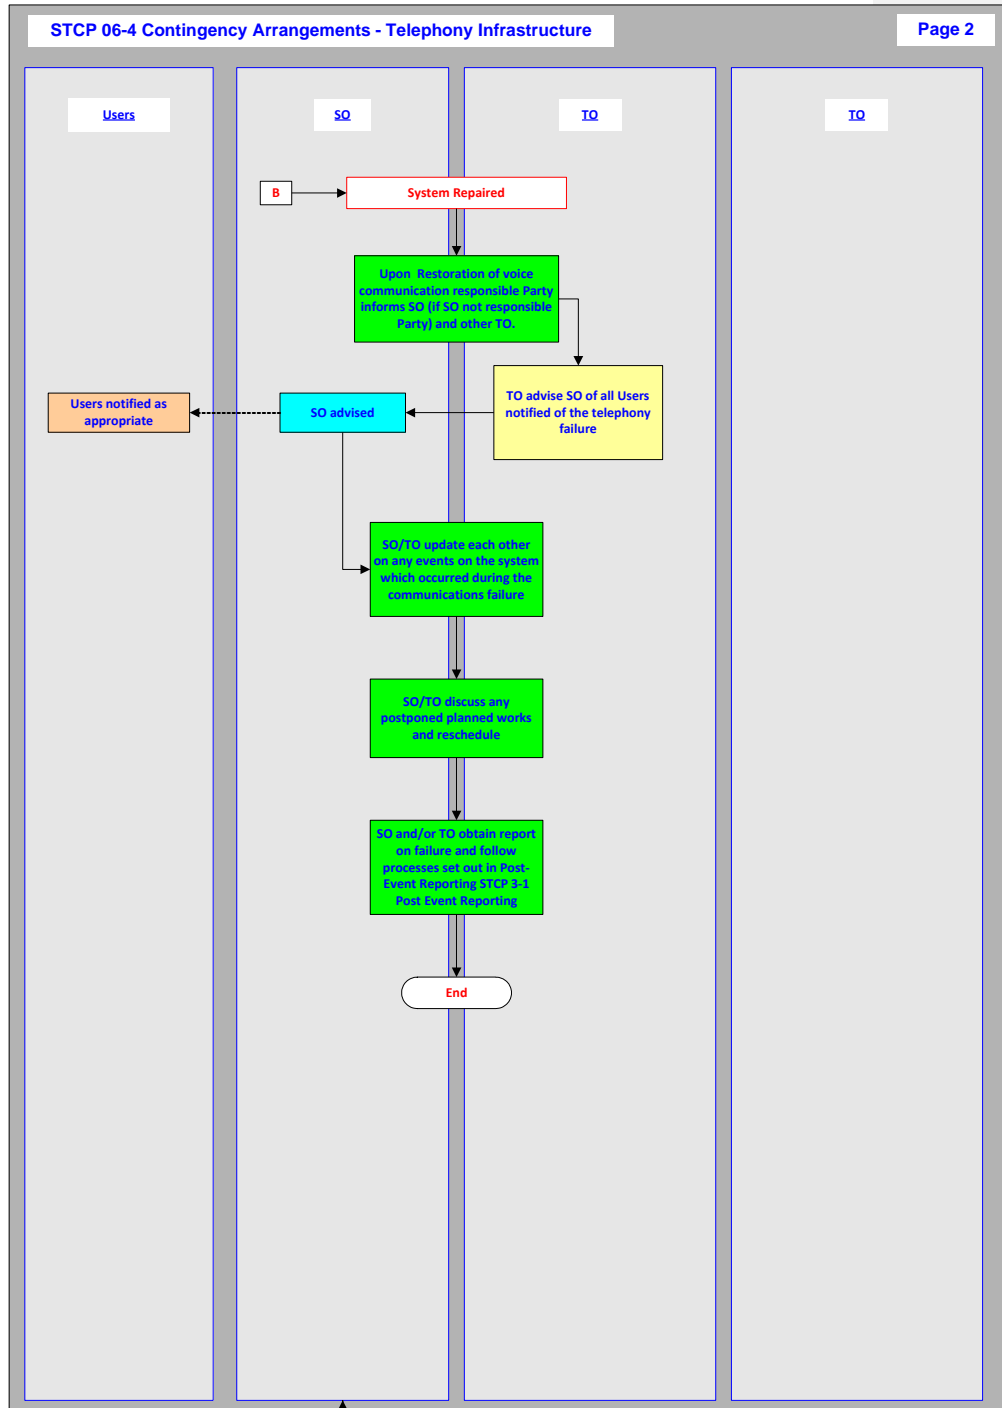 STCP 06-4 Contingency Arrangements - Telephony Infrastructure
Page 2
Users
SO
TO
TO
B
System Repaired
Upon Restoration of voice
communication responsible Party
informs SO (if SO not responsible
Party) and other TO.
TO advise SO of all Users
notified of the telephony
failure
SO advised
Users notified as
appropriate
SO/TO update each other
on any events on the system
which occurred during the
communications failure
SO/TO discuss any
postponed planned works
and reschedule
SO and/or TO obtain report
on failure and follow
processes set out in Post-
Event Reporting STCP 3-1
Post Event Reporting
End